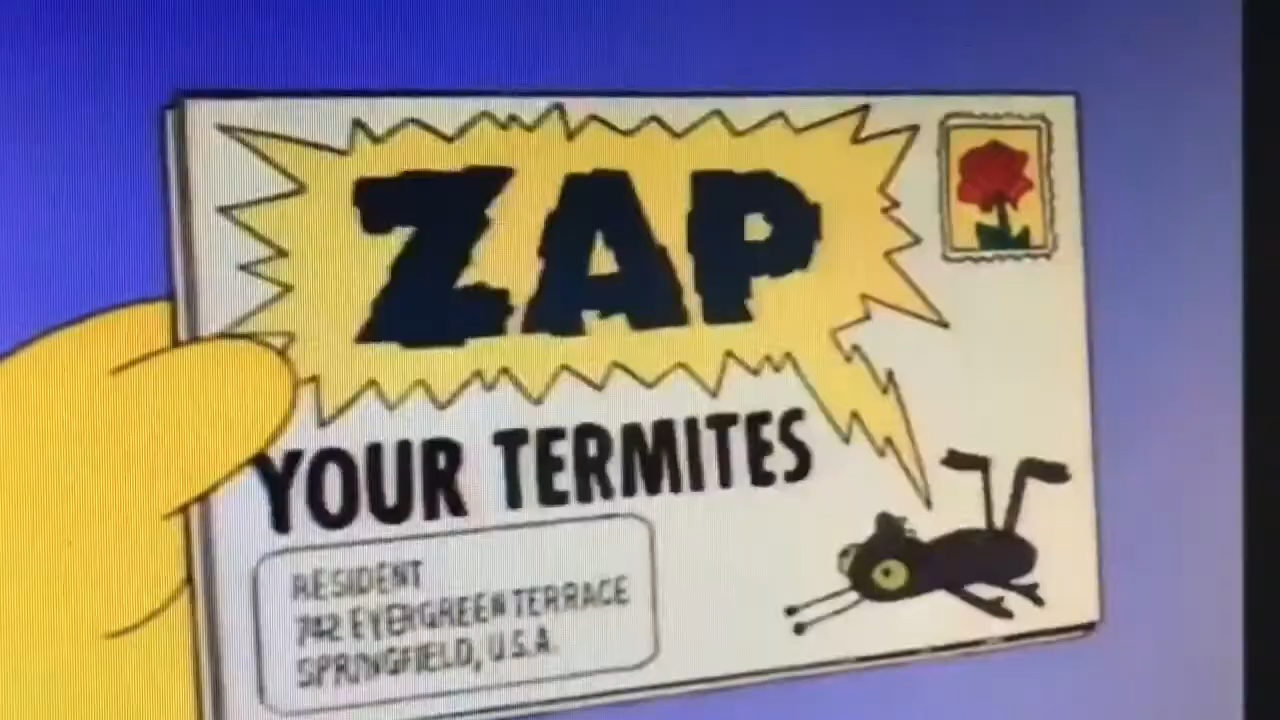 ZAP
YOUR TERMITES
RESIDENT
742 EVERGREEN TERRACE
SPRINGFIELD, U.S.A.